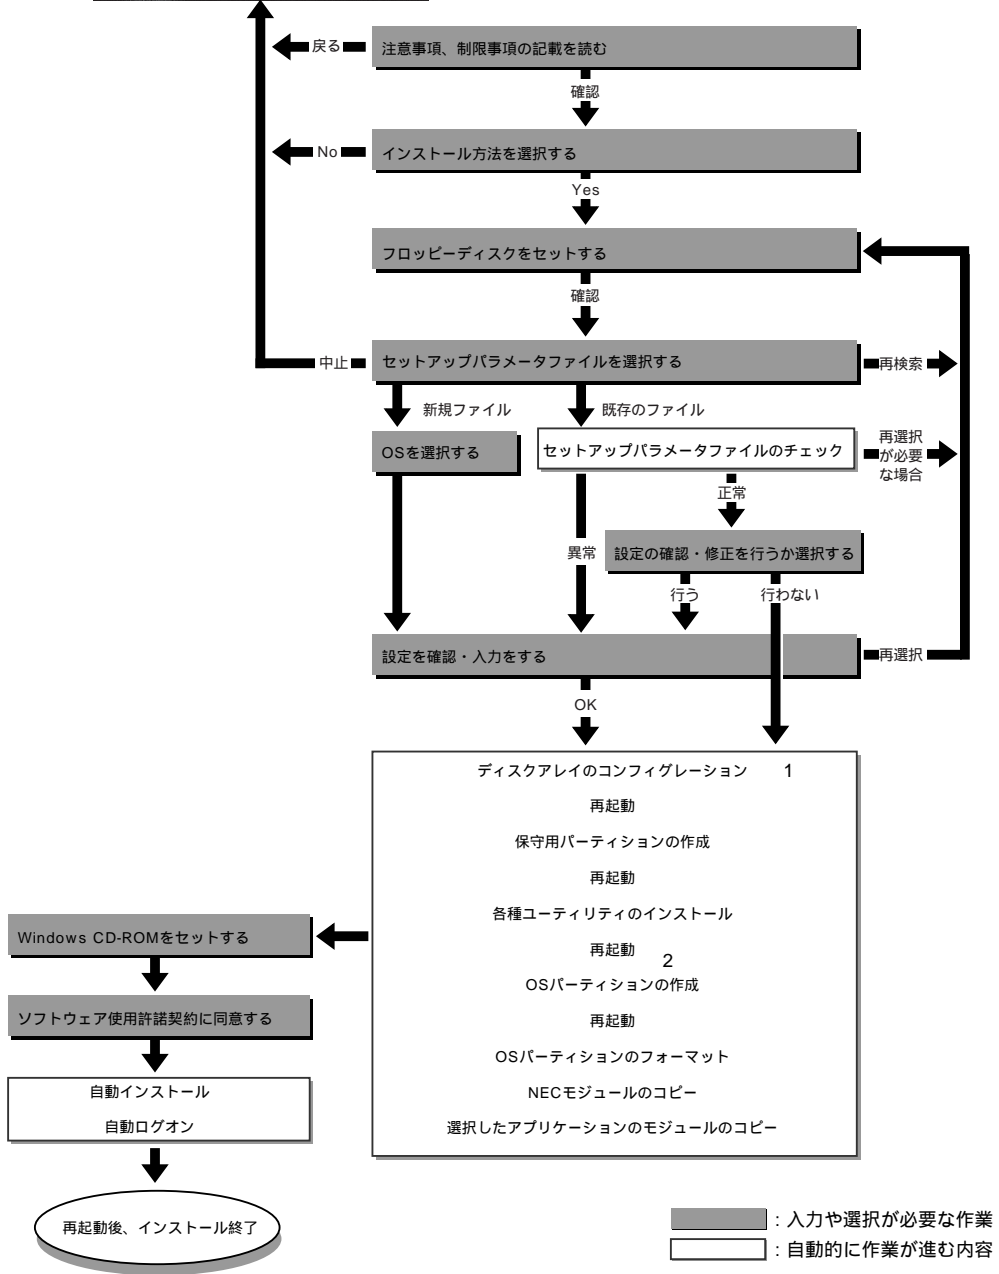 戻る
注意事項、制限事項の記載を読む
確認
No
インストール方法を選択する
Yes
フロッピーディスクをセットする
確認
中止
セットアップパラメータファイルを選択する
再検索
新規ファイル
既存のファイル
OSを選択する
セットアップパラメータファイルのチェック
再選択
が必要
な場合
正常
異常
設定の確認・修正を行うか選択する
行う
行わない
設定を確認・入力をする
再選択
OK
ディスクアレイのコンフィグレーション 1
再起動
保守用パーティションの作成
再起動
各種ユーティリティのインストール
再起動
2
OSパーティションの作成
再起動
OSパーティションのフォーマット
NECモジュールのコピー
選択したアプリケーションのモジュールのコピー
Windows CD-ROMをセットする
ソフトウェア使用許諾契約に同意する
自動インストール
自動ログオン
再起動後、インストール終了
：入力や選択が必要な作業
：自動的に作業が進む内容